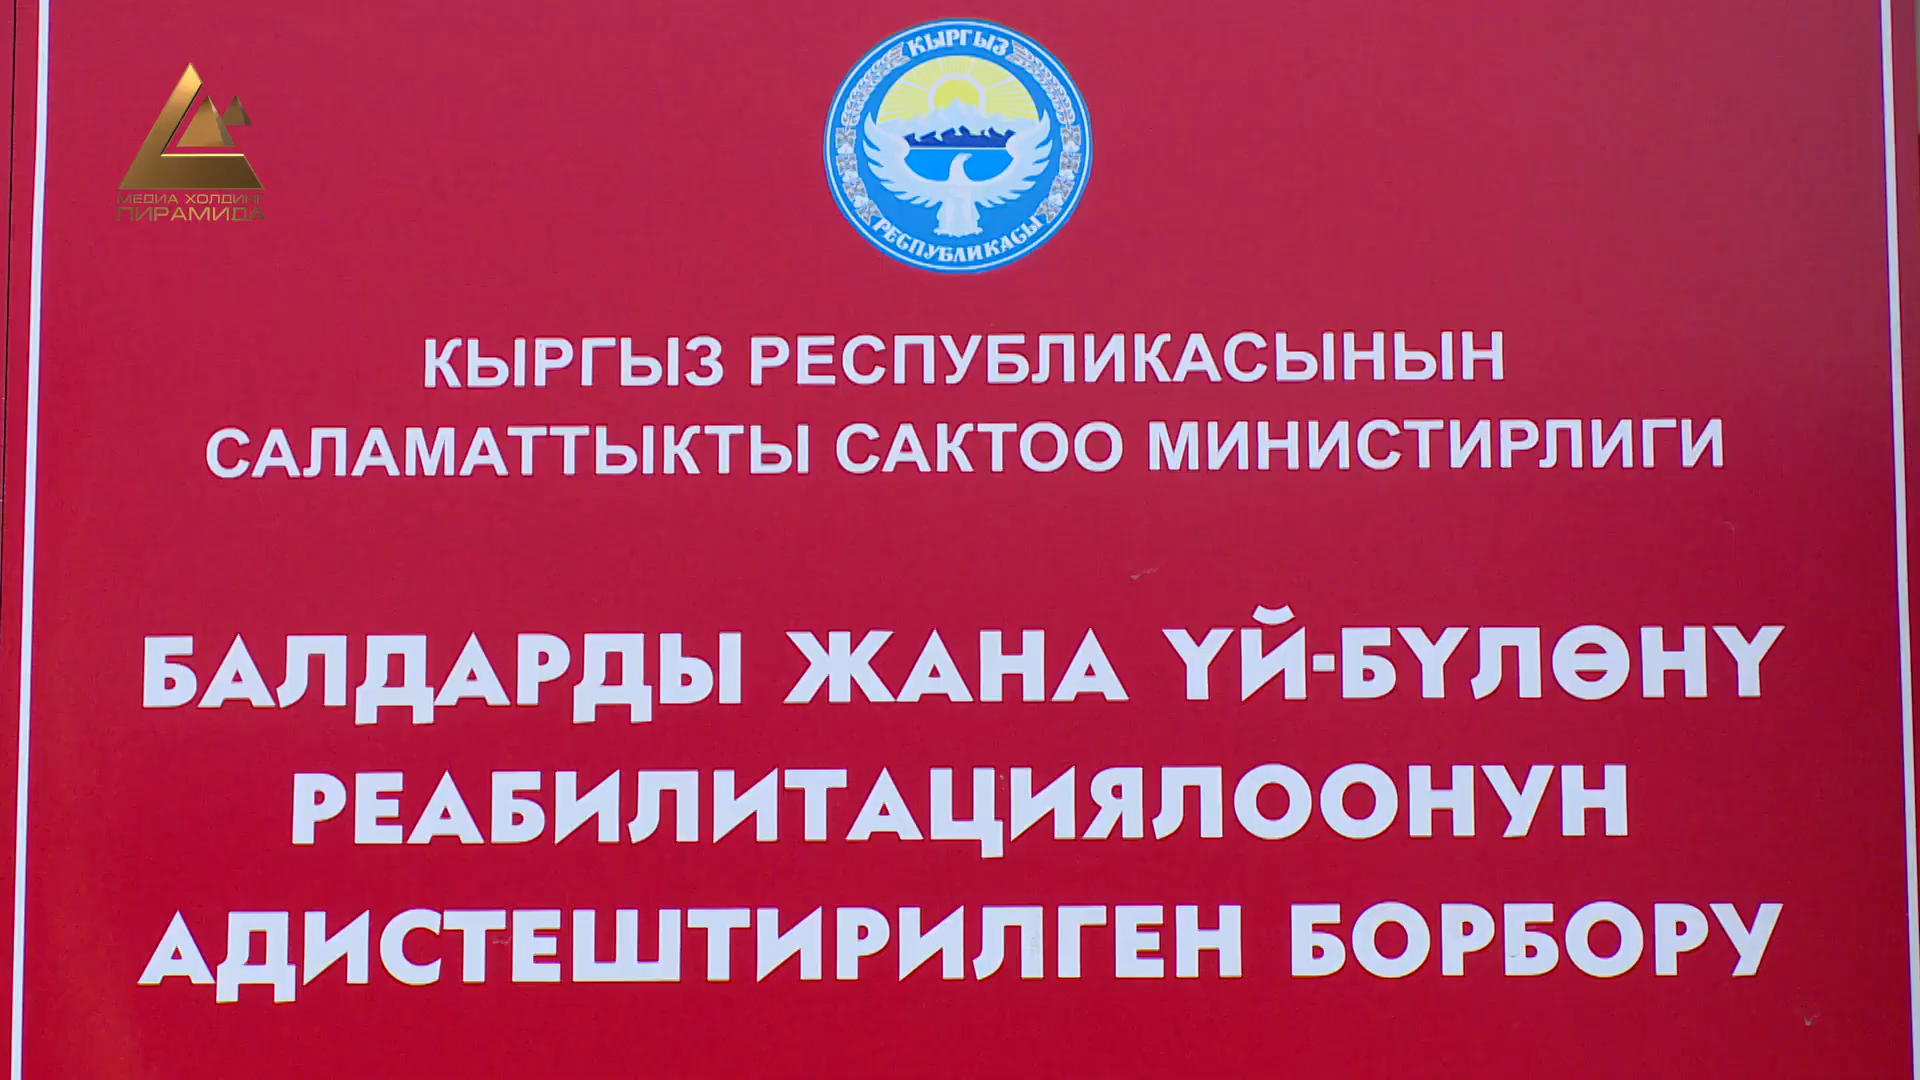 МЕДИА ХОЛДИНГ
ПИРАМИДА
КЫРГЫЗ
РЕСПУБЛИКАСЫ
КЫРГЫЗ РЕСПУБЛИКАСЫНЫН
САЛАМАТТЫКТЫ САКТОО МИНИСТИРЛИГИ
БАЛДАРДЫ ЖАНА ҮЙ-БҮЛӨНҮ
РЕАБИЛИТАЦИЯЛООНУН
АДИСТЕШТИРИЛГЕН БОРБОРУ